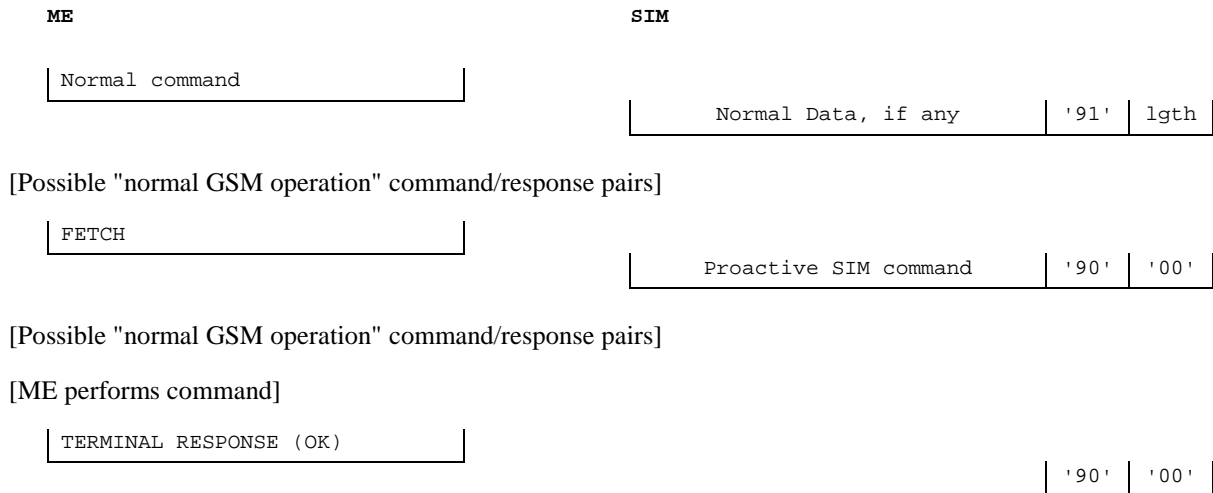 ME SIM
Normal command
Normal Data, if any '91' lgth
[Possible "normal GSM operation" command/response pairs]
FETCH
Proactive SIM command '90' '00'
[Possible "normal GSM operation" command/response pairs]
[ME performs command]
TERMINAL RESPONSE (OK)
'90' '00'